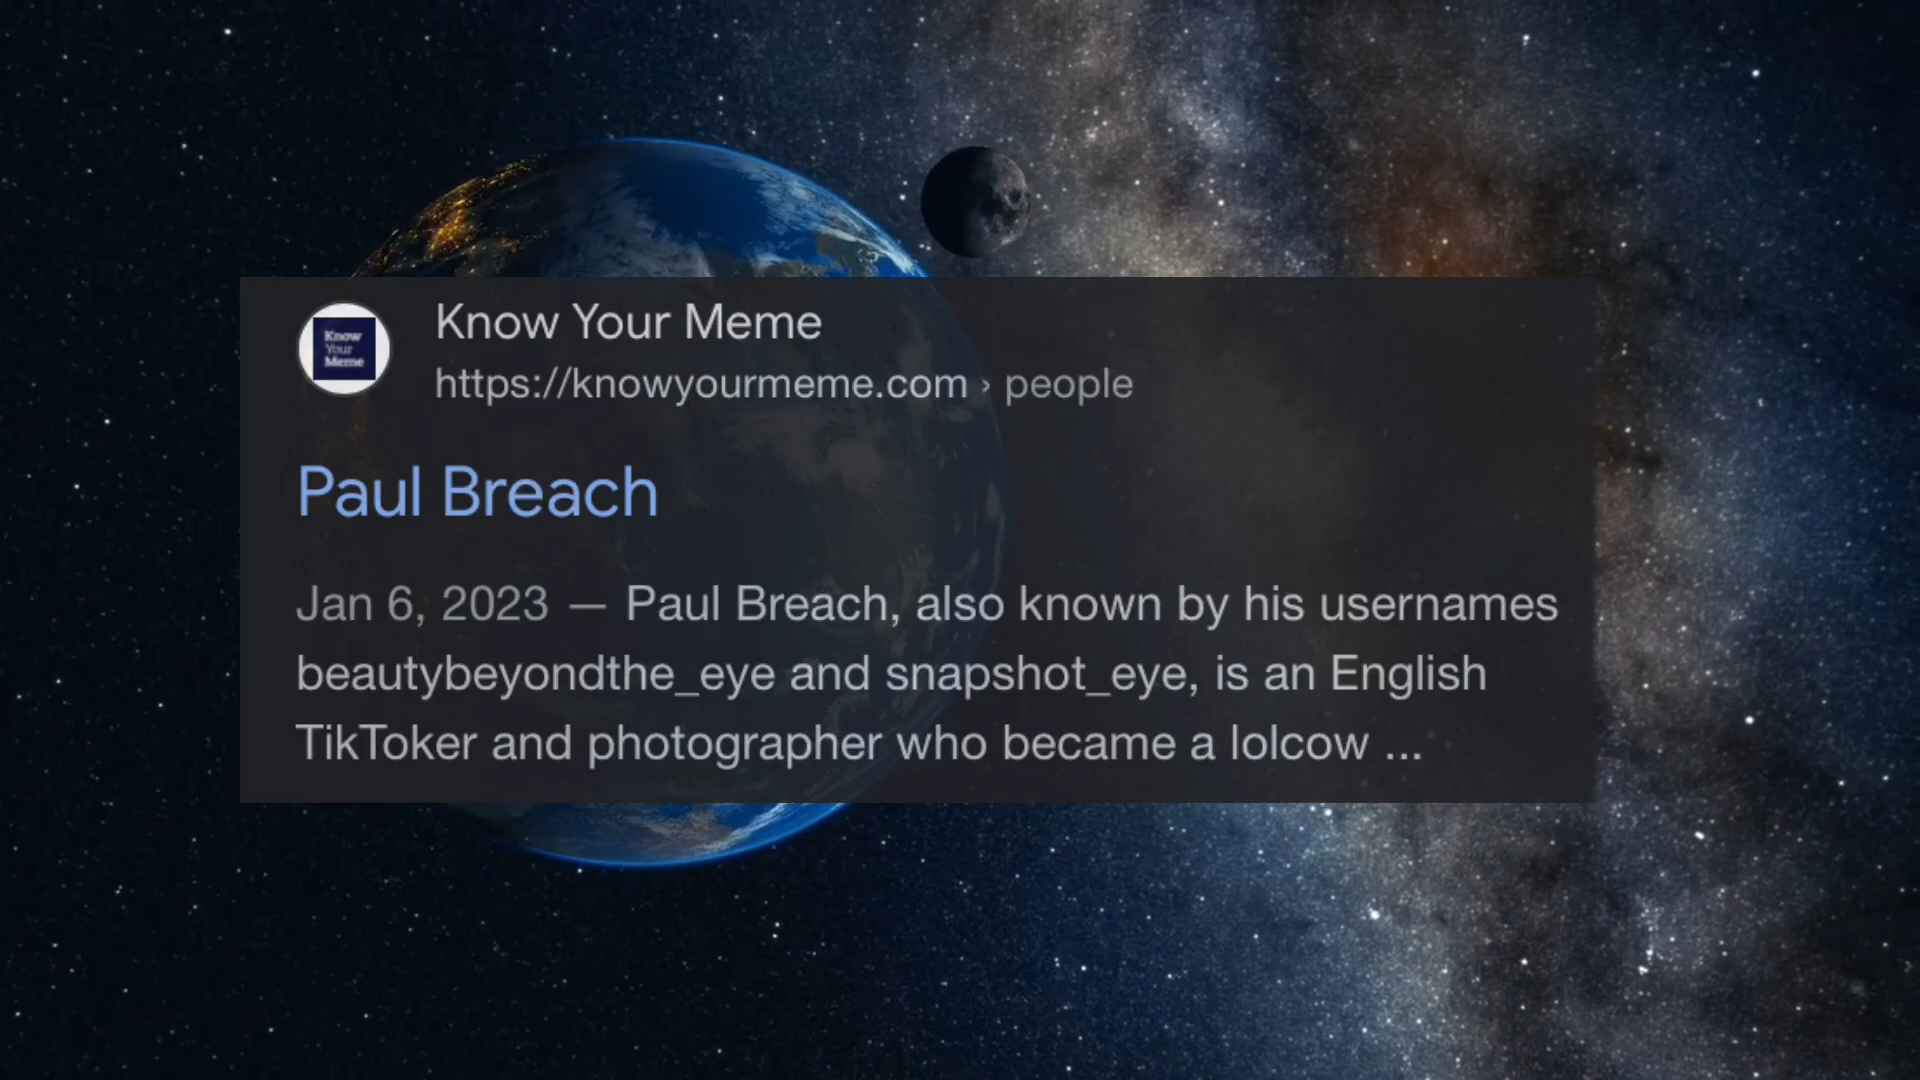 Know
Your
Meme
Know Your Meme
https://knowyourmeme.com › people
Paul Breach
Jan 6, 2023 — Paul Breach, also known by his usernames
beautybeyondthe_eye and snapshot_eye, is an English
TikToker and photographer who became a lolcow ...